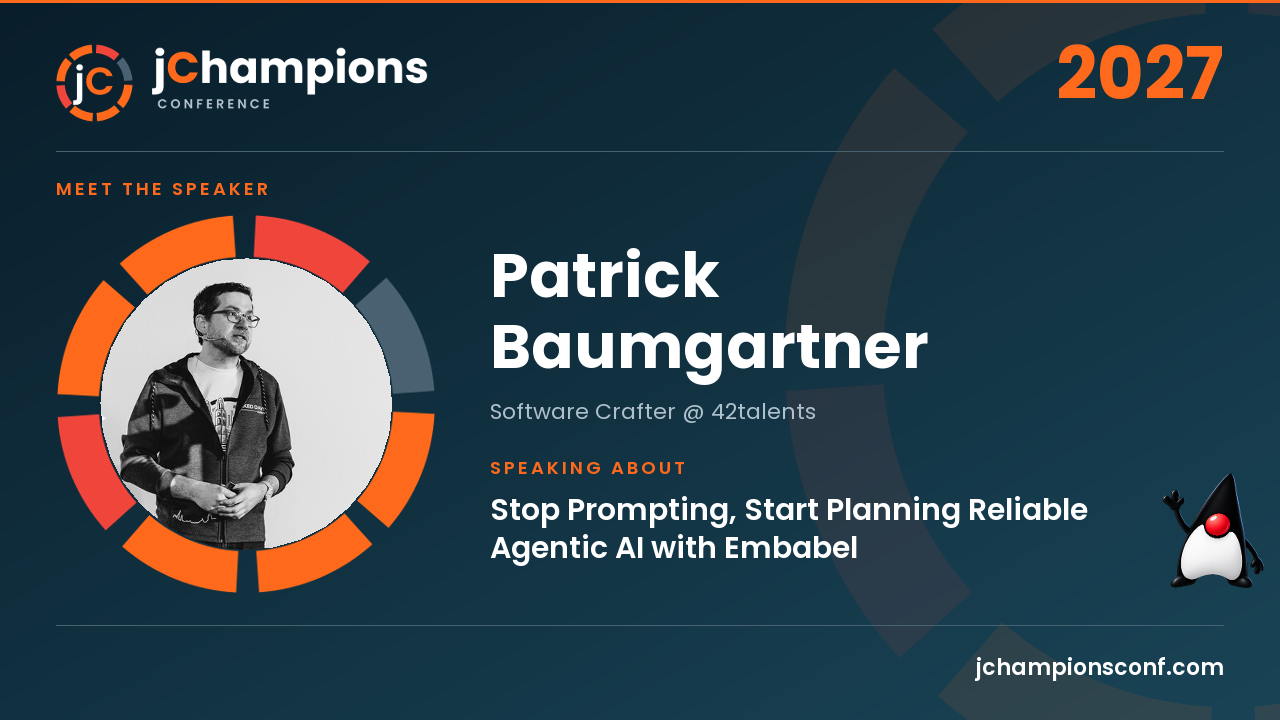 jC
jChampions
CONFERENCE
2027
MEET THE SPEAKER
Patrick
Baumgartner
Software Crafter @ 42talents
SPEAKING ABOUT
Stop Prompting, Start Planning Reliable
Agentic AI with Embabel
jchampionsconf.com